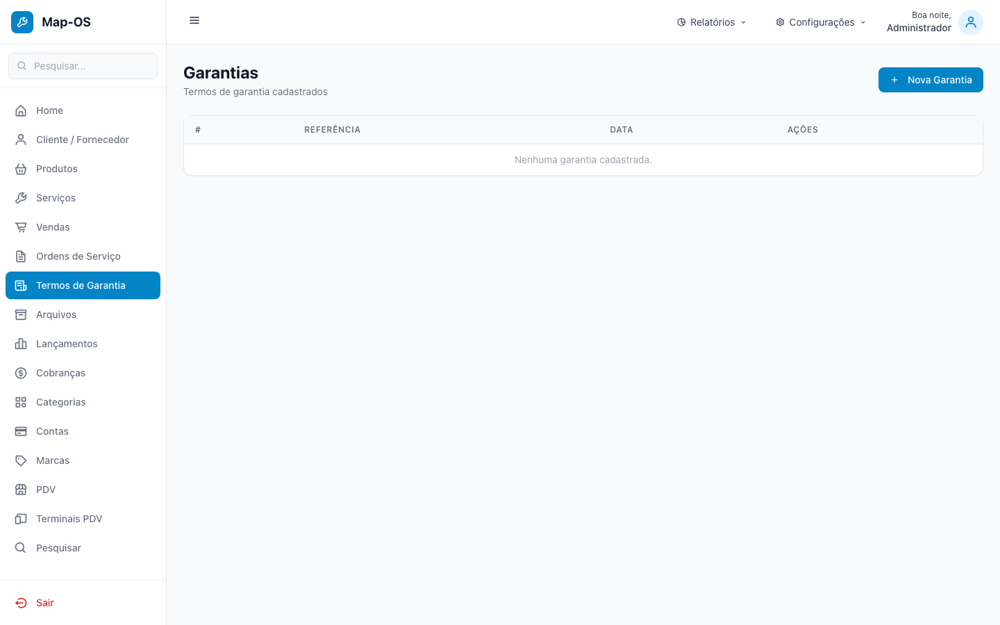 Map-OS
Pesquisar...
Home
Cliente / Fornecedor
Produtos
Serviços
Vendas
Ordens de Serviço
Termos de Garantia
Arquivos
Lançamentos
Cobranças
Categorias
Contas
Marcas
PDV
Terminais PDV
Pesquisar
Sair
Relatórios
Configurações
Boa noite,
Administrador
Garantias
Termos de garantia cadastrados
+ Nova Garantia
# REFERÊNCIA DATA AÇÕES
Nenhuma garantia cadastrada.